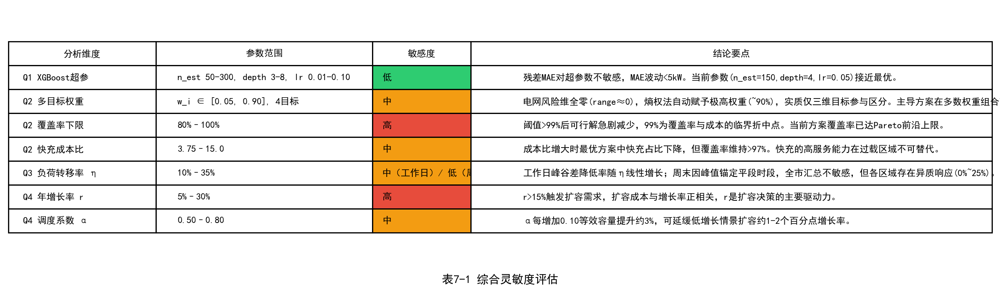 分析维度 参数范围 敏感度 结论要点
Q1 XGBoost超参 n_est 50-300, depth 3-8, lr 0.01-0.10 低 残差MAE对超参数不敏感，MAE波动<5kW。当前参数(n_est=150,depth=4,lr=0.05)接近最优。
Q2 多目标权重 w_i ∈ [0.05, 0.90], 4目标 中 电网风险维全零(range≈0)，熵权法自动赋予极高权重(~90%)，实质仅三维目标参与区分。主导方案在多数权重组合
Q2 覆盖率下限 80%-100% 高 阈值>99%后可行解急剧减少，99%为覆盖率与成本的临界折中点。当前方案覆盖率已达Pareto前沿上限。
Q2 快充成本比 3.75-15.0 中 成本比增大时最优方案中快充占比下降，但覆盖率维持>97%。快充的高服务能力在过载区域不可替代。
Q3 负荷转移率 η 10%-35% 中（工作日）/ 低（ 工作日峰谷差降低率随η线性增长；周末因峰值锚定平段时段，全市汇总不敏感，但各区域存在异质响应(0%~25%)。
Q4 年增长率 r 5%-30% 高 r>15%触发扩容需求，扩容成本与增长率正相关，r是扩容决策的主要驱动力。
Q4 调度系数 α 0.50-0.80 中 α每增加0.10等效容量提升约3%，可延缓低增长情景扩容约1-2个百分点增长率。
表7-1 综合灵敏度评估